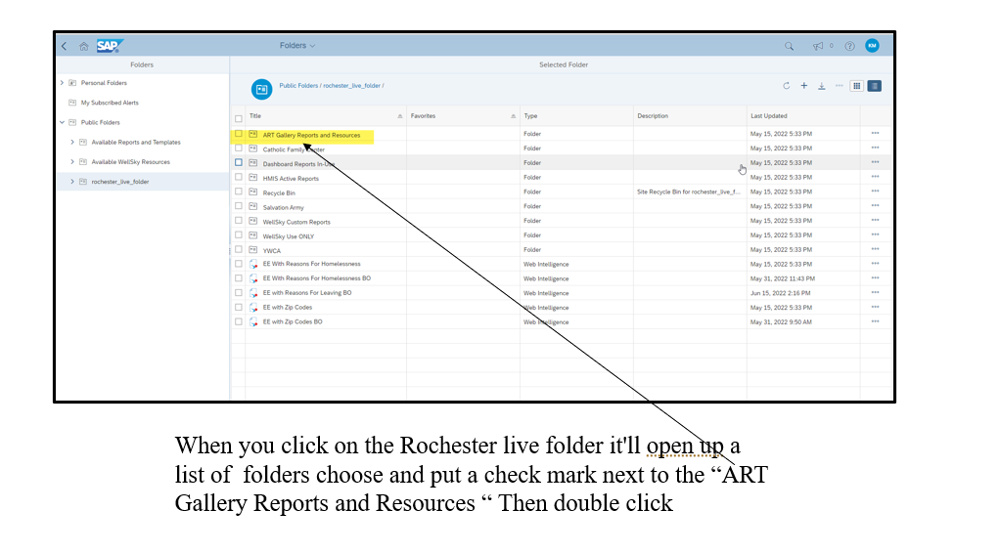 SAP
Folders
0
KM
Folders
Selected Folder
Personal Folders
My Subscribed Alerts
Public Folders
Available Reports and Templates
Available WellSky Resources
rochester_live_folder
Public Folders / rochester_live_folder /
Title Favorites Type Description Last Updated
ART Gallery Reports and Resources Folder May 15, 2022 5:33 PM
Catholic Family Center Folder May 15, 2022 5:33 PM
Dashboard Reports In-Use Folder May 15, 2022 5:33 PM
HMIS Active Reports Folder May 15, 2022 5:33 PM
Recycle Bin Folder Site Recycle Bin for rochester_live_f... May 15, 2022 5:33 PM
Salvation Army Folder May 15, 2022 5:33 PM
WellSky Custom Reports Folder May 15, 2022 5:33 PM
WellSky Use ONLY Folder May 15, 2022 5:33 PM
YWCA Folder May 15, 2022 5:33 PM
EE With Reasons For Homelessness Web Intelligence May 15, 2022 5:33 PM
EE With Reasons For Homelessness BO Web Intelligence May 31, 2022 11:43 PM
EE with Reasons For Leaving BO Web Intelligence Jun 15, 2022 2:16 PM
EE with Zip Codes Web Intelligence May 15, 2022 5:33 PM
EE with Zip Codes BO Web Intelligence May 31, 2022 9:50 AM
When you click on the Rochester live folder it'll open up a
list of folders choose and put a check mark next to the “ART
Gallery Reports and Resources “ Then double click